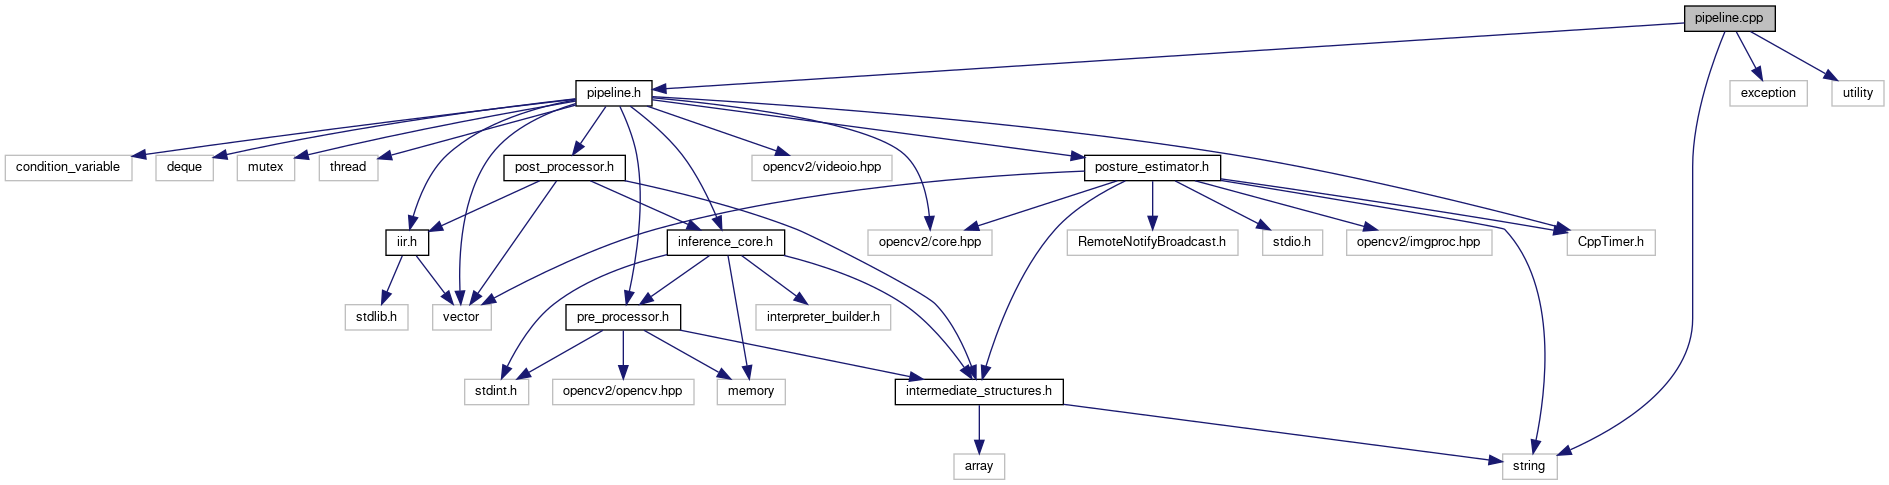 pipeline.cpp
pipeline.h
exception
utility
condition_variable
deque
mutex
thread
post_processor.h
opencv2/videoio.hpp
posture_estimator.h
iir.h
inference_core.h
opencv2/core.hpp
RemoteNotifyBroadcast.h
stdio.h
opencv2/imgproc.hpp
CppTimer.h
stdlib.h
vector
pre_processor.h
interpreter_builder.h
stdint.h
opencv2/opencv.hpp
memory
intermediate_structures.h
array
string